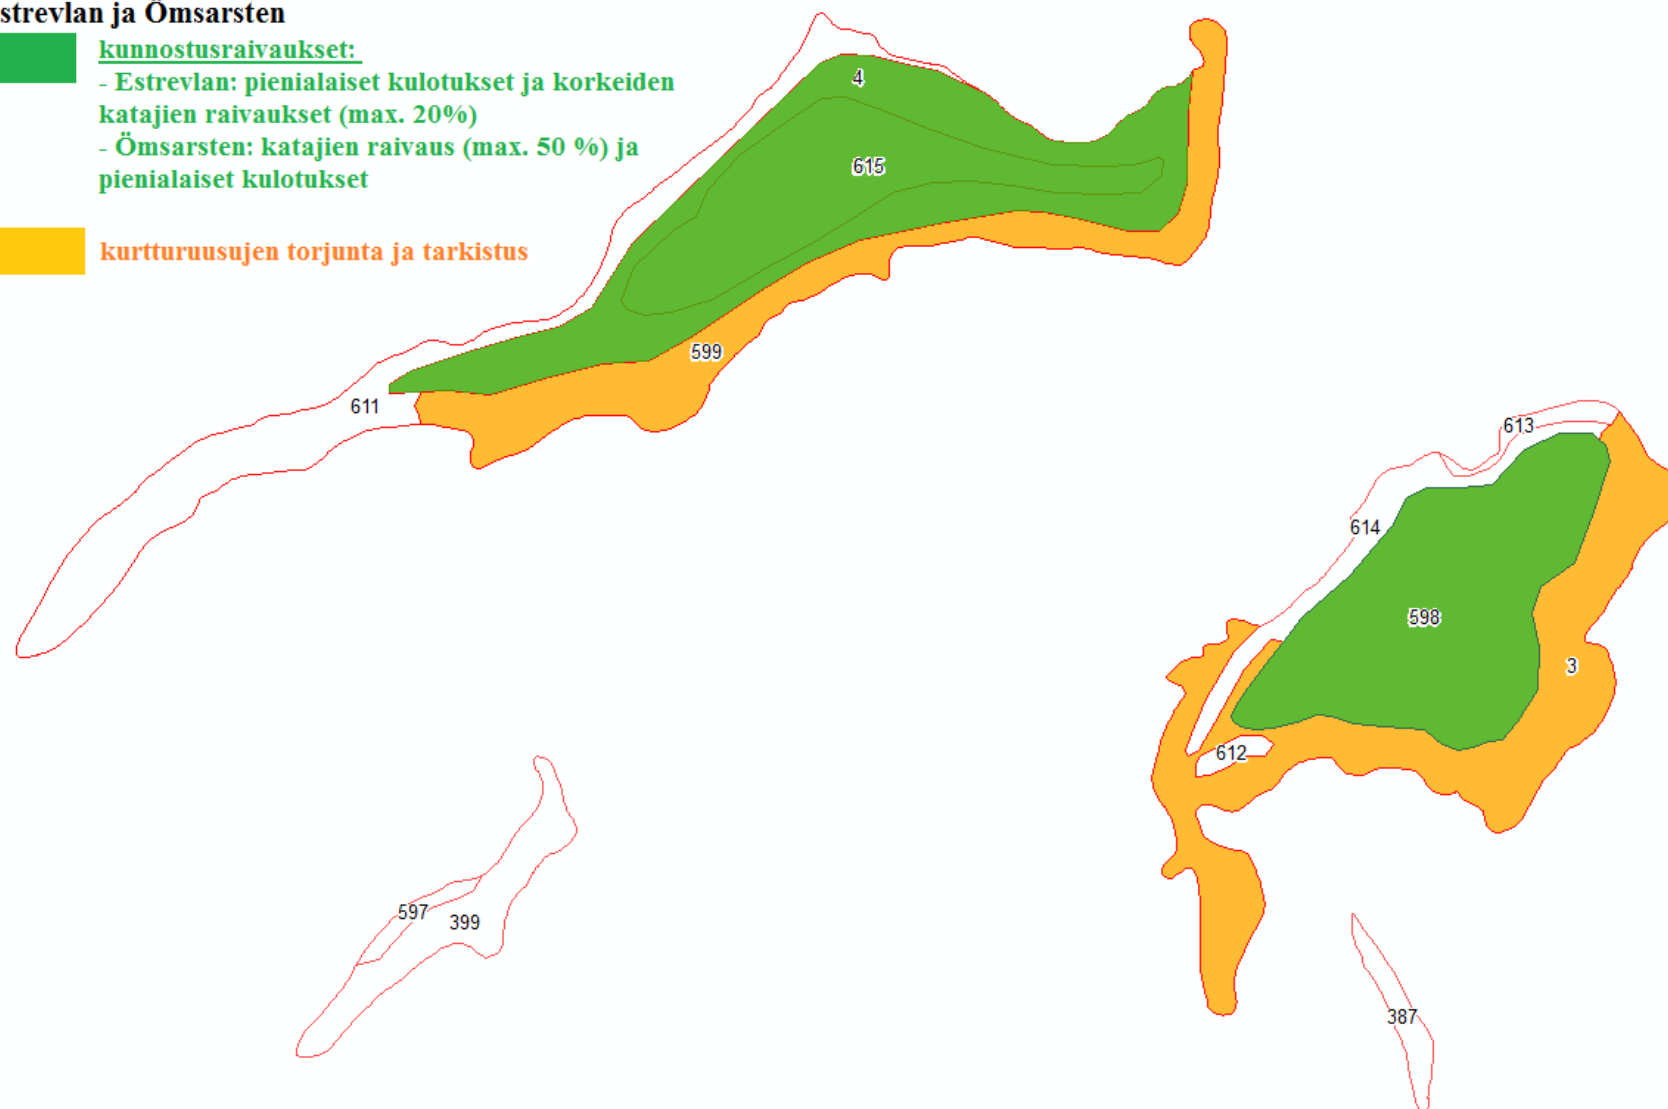 strevlan ja Ömsarsten
kunnostusraivaukset:
- Estrevlan: pienialaiset kulotukset ja korkeiden
katajien raivaukset (max. 20%)
- Ömsarsten: katajien raivaus (max. 50 %) ja
pienialaiset kulotukset
kurtturuusujen torjunta ja tarkistus
4
615
599
611
613
614
598
3
612
597
399
387